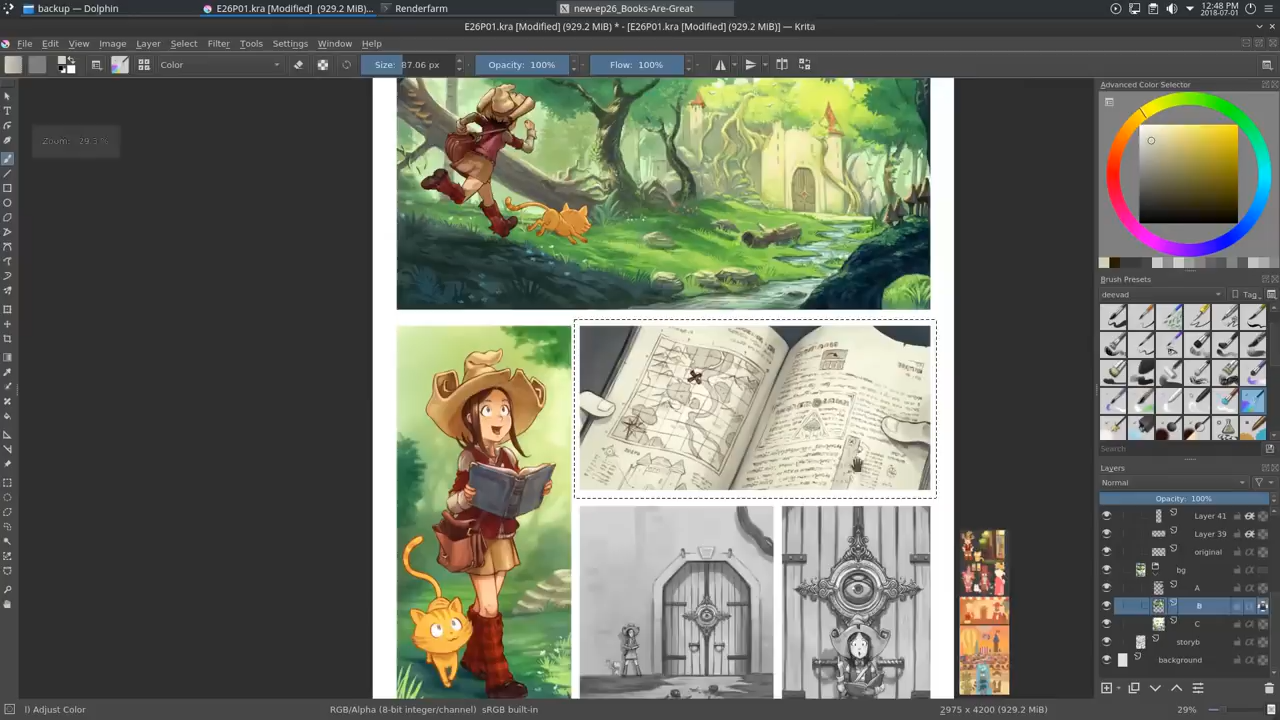 backup — Dolphin
E26P01.kra [Modified] (929.2 MiB)...
Renderfarm
new-ep26_Books-Are-Great
12:48 PM
2018-07-01
E26P01.kra [Modified] (929.2 MiB) * - [E26P01.kra [Modified] (929.2 MiB)] — Krita
File Edit View Image Layer Select Filter Tools Settings Window Help
Color
Size: 87.06 px
Opacity: 100%
Flow: 100%
Advanced Color Selector
Zoom: 29.3 %
Brush Presets
deevad
Tag
Search
Layers
Normal
Opacity: 100%
Layer 41
Layer 39
original
bg
A
B
C
storyb
background
l) Adjust Color
RGB/Alpha (8-bit integer/channel) sRGB built-in
2975 x 4200 (929.2 MiB)
29%